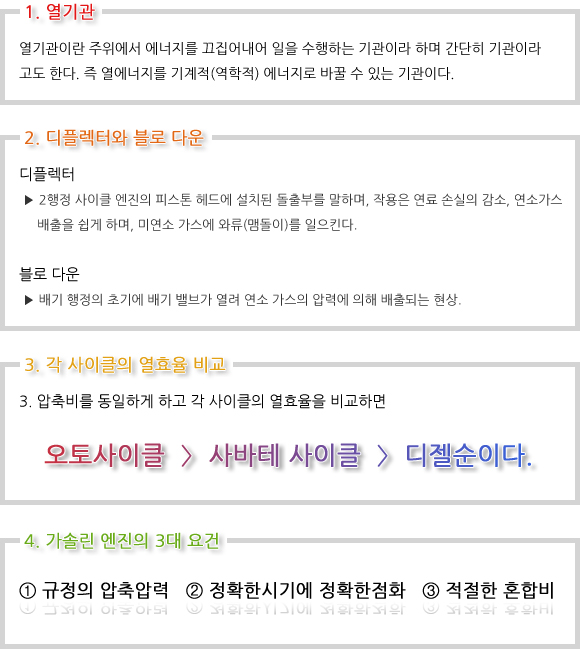 1. 열기관
열기관이란 주위에서 에너지를 끄집어내어 일을 수행하는 기관이라 하며 간단히 기관이라
고도 한다. 즉 열에너지를 기계적(역학적) 에너지로 바꿀 수 있는 기관이다.
2. 디플렉터와 블로 다운
디플렉터
▶ 2행정 사이클 엔진의 피스톤 헤드에 설치된 돌출부를 말하며, 작용은 연료 손실의 감소, 연소가스
배출을 쉽게 하며, 미연소 가스에 와류(맴돌이)를 일으킨다.
블로 다운
▶ 배기 행정의 초기에 배기 밸브가 열려 연소 가스의 압력에 의해 배출되는 현상.
3. 각 사이클의 열효율 비교
3. 압축비를 동일하게 하고 각 사이클의 열효율을 비교하면
오토사이클 > 사바테 사이클 > 디젤순이다.
4. 가솔린 엔진의 3대 요건
① 규정의 압축압력 ② 정확한시기에 정확한점화 ③ 적절한 혼합비